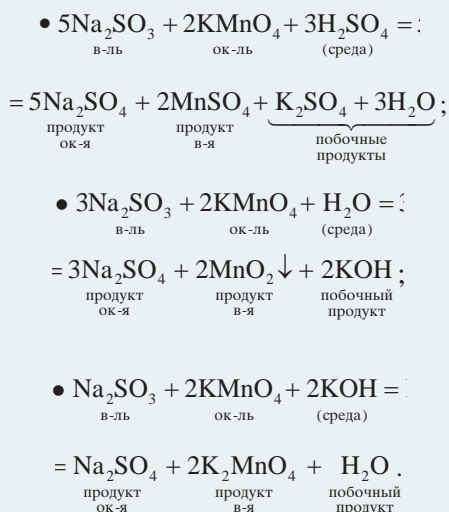 • 5Na₂SO₃ + 2KMnO₄ + 3H₂SO₄ =
в-ль ок-ль (среда)
= 5Na₂SO₄ + 2MnSO₄ + K₂SO₄ + 3H₂O ;
продукт продукт побочные
ок-я в-я продукты
• 3Na₂SO₃ + 2KMnO₄ + H₂O =
в-ль ок-ль (среда)
= 3Na₂SO₄ + 2MnO₂↓ + 2KOH ;
продукт продукт побочный
ок-я в-я продукт
• Na₂SO₃ + 2KMnO₄ + 2KOH =
в-ль ок-ль (среда)
= Na₂SO₄ + 2K₂MnO₄ + H₂O .
продукт продукт побочный
ок-я в-я продукт